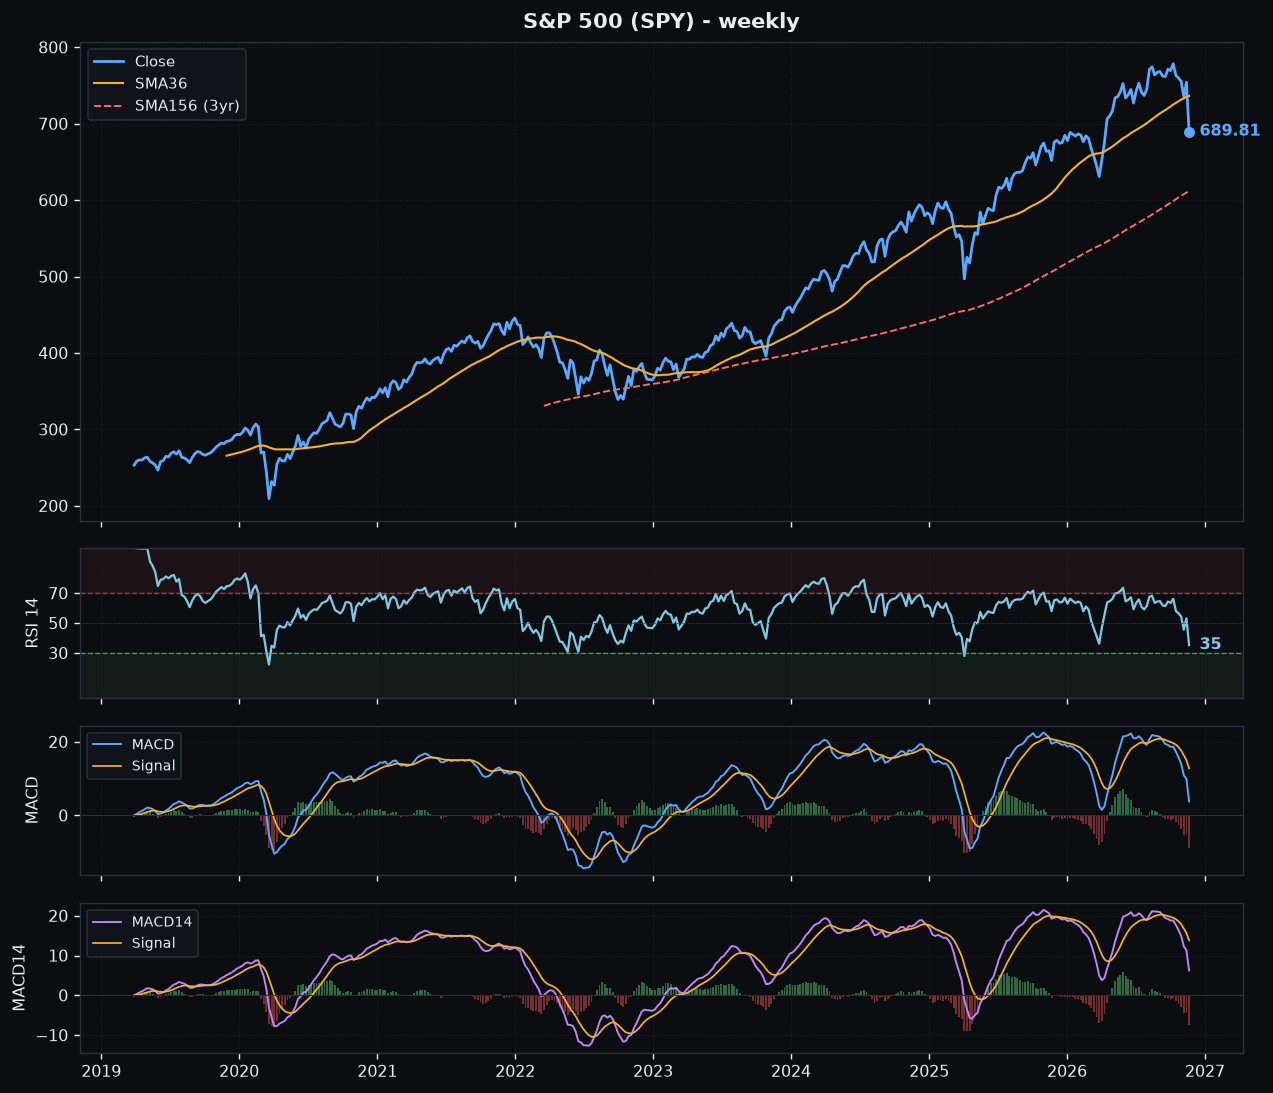 S&P 500 (SPY) - weekly
Close
SMA36
SMA156 (3yr)
800
700
600
500
400
300
200
689.81
RSI 14
70
50
30
35
MACD
Signal
MACD
20
0
MACD14
Signal
MACD14
20
10
0
−10
2019 2020 2021 2022 2023 2024 2025 2026 2027